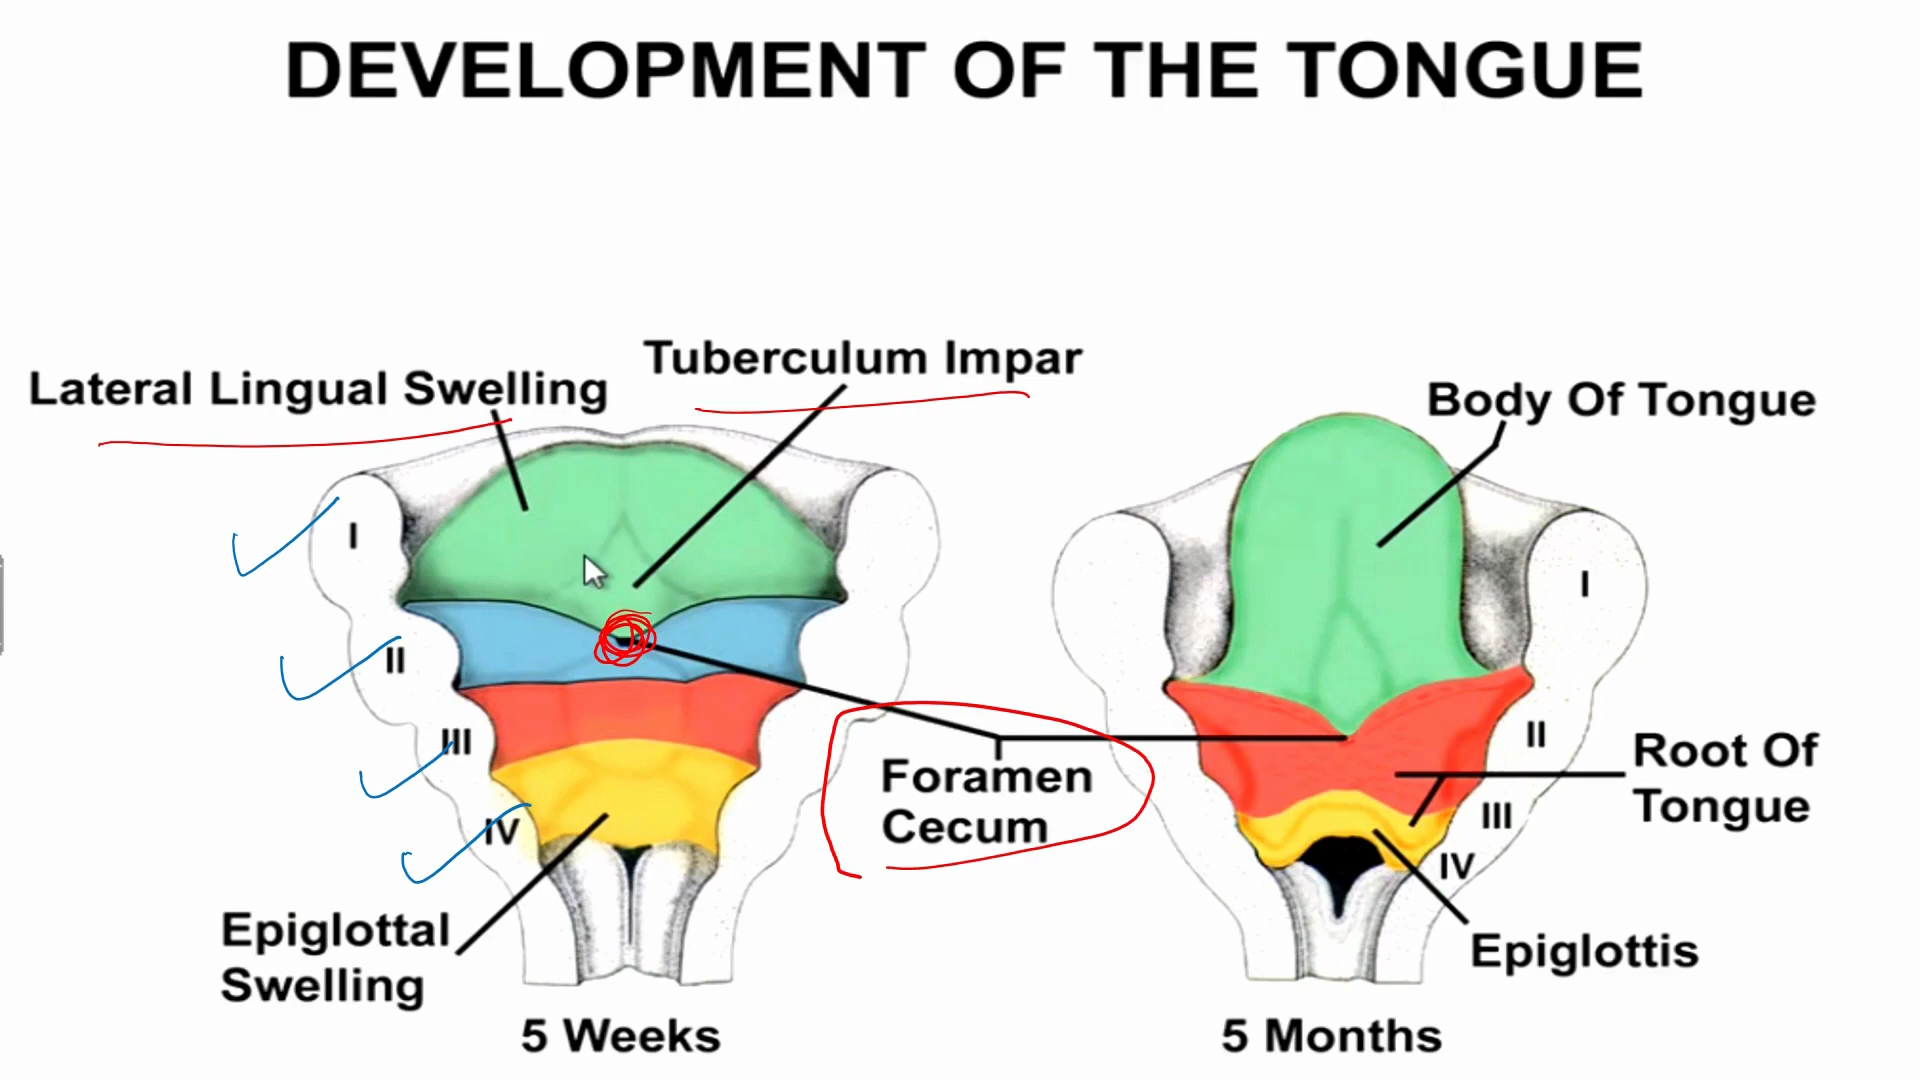 DEVELOPMENT OF THE TONGUE
Lateral Lingual Swelling
Tuberculum Impar
Body Of Tongue
I
II
III
IV
I
II
III
IV
Foramen
Cecum
Root Of
Tongue
Epiglottal
Swelling
Epiglottis
5 Weeks
5 Months